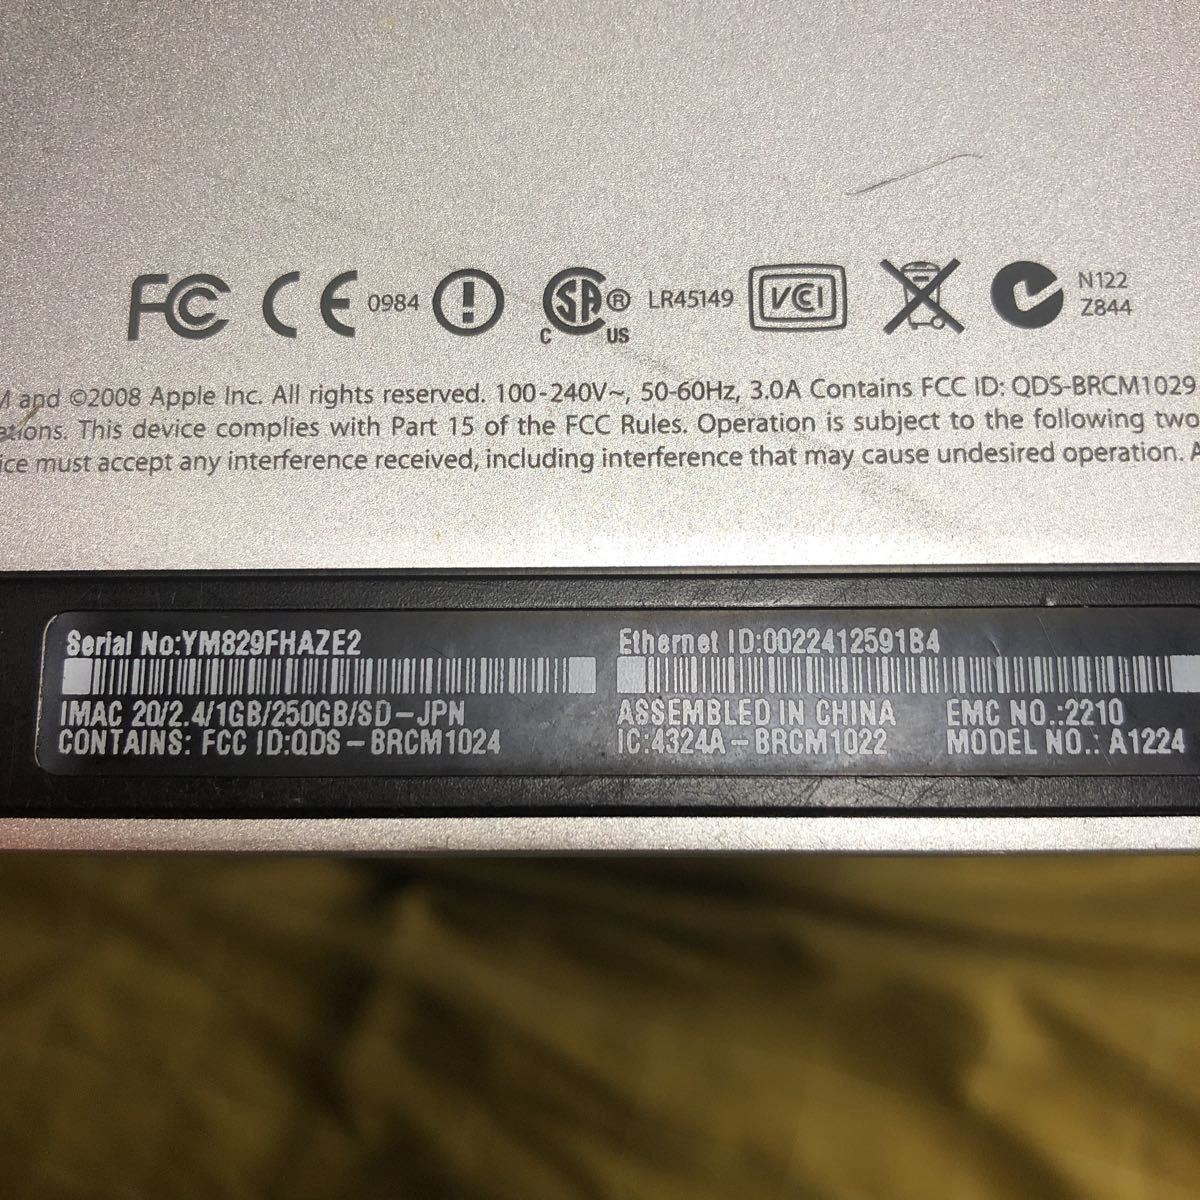 FC CE 0984 ! SA® C US LR45149 VCI N122
Z844
and ©2008 Apple Inc. All rights reserved. 100-240V~, 50-60Hz, 3.0A Contains FCC ID: QDS-BRCM1029
ations. This device complies with Part 15 of the FCC Rules. Operation is subject to the following two
ice must accept any interference received, including interference that may cause undesired operation. A
Serial No:YM829FHAZE2
IMAC 20/2.4/1GB/250GB/SD-JPN
CONTAINS: FCC ID:QDS-BRCM1024
Ethernet ID:0022412591B4
ASSEMBLED IN CHINA EMC NO.:2210
IC:4324A-BRCM1022 MODEL NO.: A1224